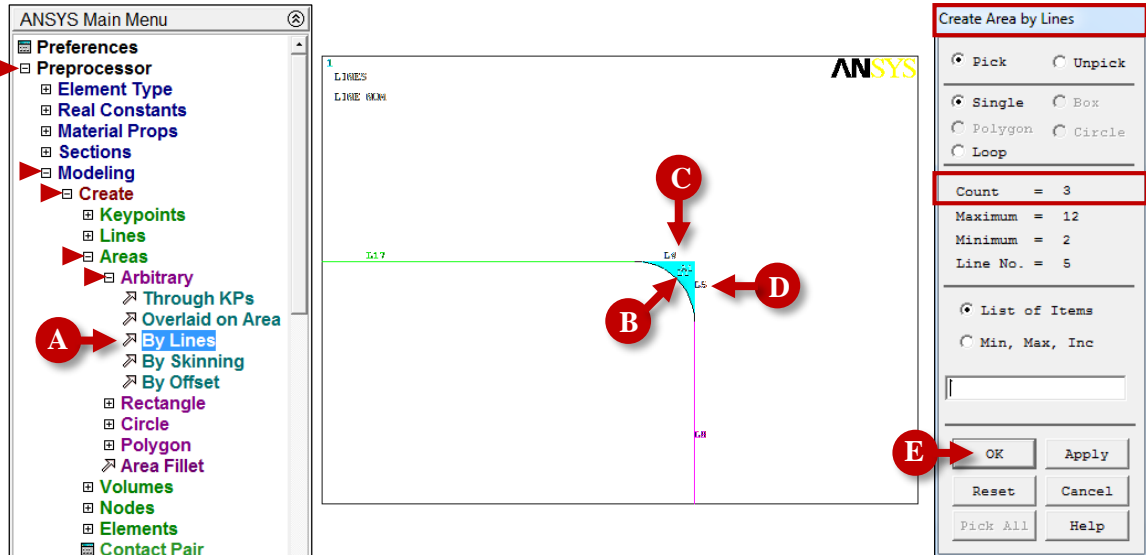 ANSYS Main Menu
Preferences
Preprocessor
Element Type
Real Constants
Material Props
Sections
Modeling
Create
Keypoints
Lines
Areas
Arbitrary
Through KPs
Overlaid on Area
A
By Lines
By Skinning
By Offset
Rectangle
Circle
Polygon
Area Fillet
Volumes
Nodes
Elements
Contact Pair
1
LINES
LINE NUM
ANSYS
C
L17
L5
D
B
L8
Create Area by Lines
Pick Unpick
Single Box
Polygon Circle
Loop
Count = 3
Maximum = 12
Minimum = 2
Line No. = 5
List of Items
Min, Max, Inc
E
OK Apply
Reset Cancel
Pick All Help